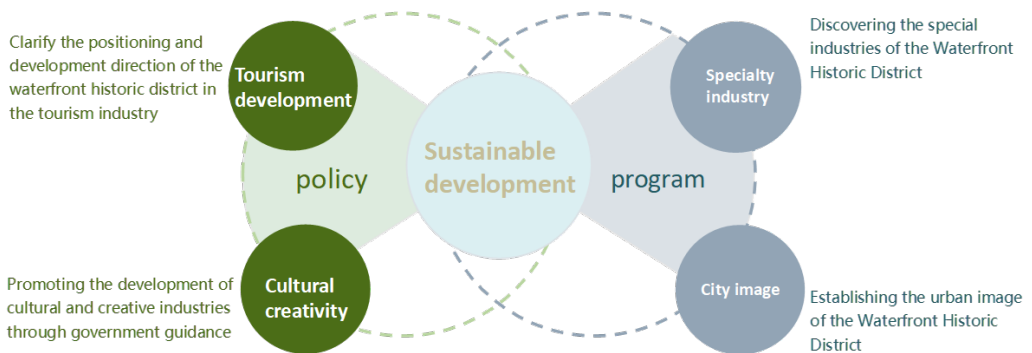 Clarify the positioning and
development direction of the
waterfront historic district in
the tourism industry
Tourism
development
policy
Promoting the development of
cultural and creative industries
through government guidance
Cultural
creativity
Sustainable
development
Specialty
industry
Discovering the special
industries of the Waterfront
Historic District
program
City image
Establishing the urban image
of the Waterfront Historic
District